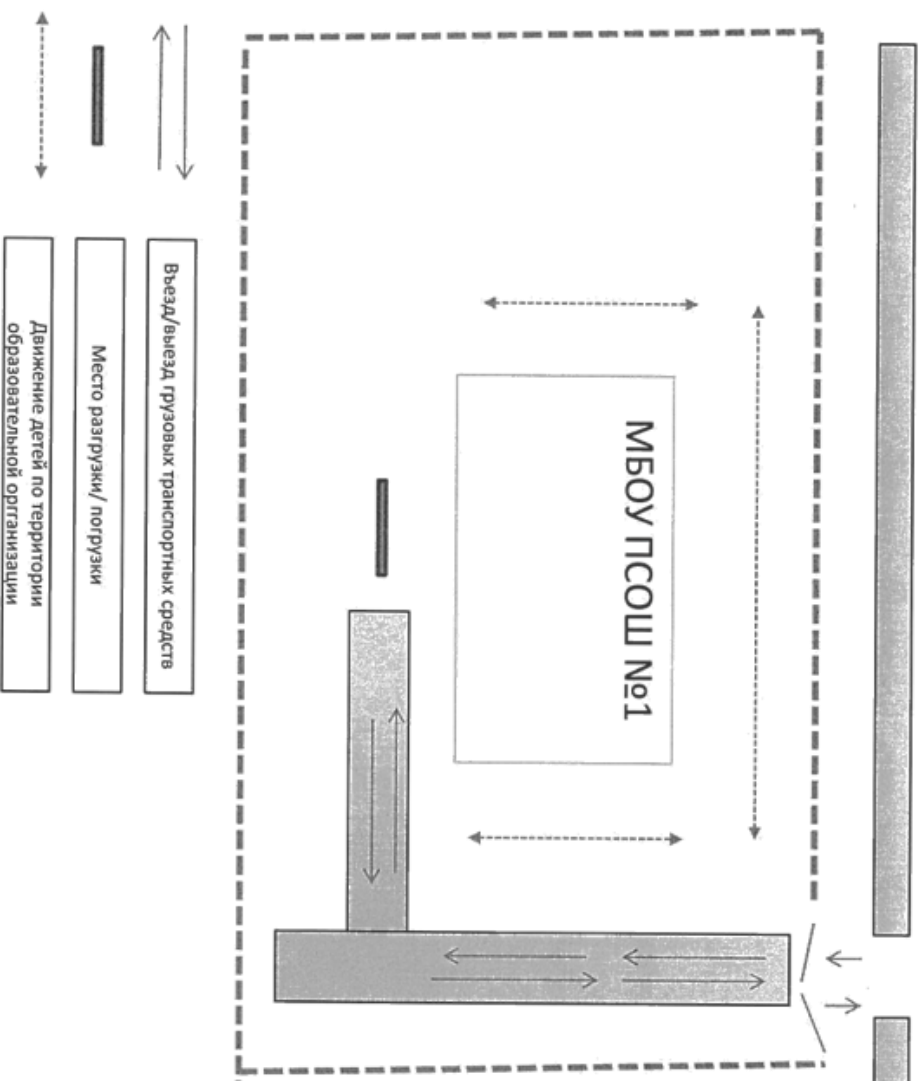 МБОУ ПСОШ №1
Въезд/выезд грузовых транспортных средств
Место разгрузки/ погрузки
Движение детей по территории
образовательной организации